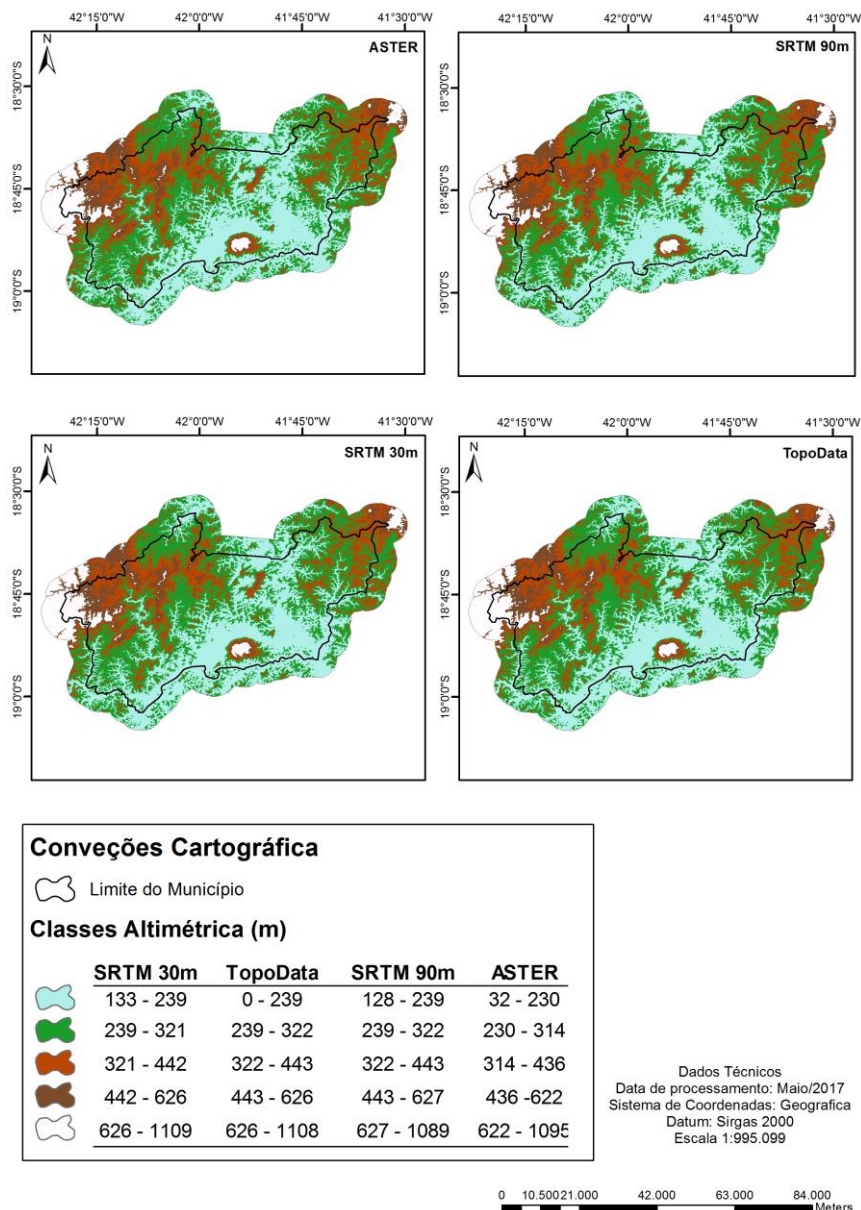 42°15'0"W 42°0'0"W 41°45'0"W 41°30'0"W
42°15'0"W 42°0'0"W 41°45'0"W 41°30'0"W
N
ASTER
SRTM 90m
18°30'0"S
18°45'0"S
19°0'0"S
18°30'0"S
18°45'0"S
19°0'0"S
42°15'0"W 42°0'0"W 41°45'0"W 41°30'0"W
42°15'0"W 42°0'0"W 41°45'0"W 41°30'0"W
N
SRTM 30m
N
TopoData
18°30'0"S
18°45'0"S
19°0'0"S
18°30'0"S
18°45'0"S
19°0'0"S
Conveções Cartográfica
Limite do Município
Classes Altimétrica (m)
SRTM 30m TopoData SRTM 90m ASTER
133 - 239 0 - 239 128 - 239 32 - 230
239 - 321 239 - 322 239 - 322 230 - 314
321 - 442 322 - 443 322 - 443 314 - 436
442 - 626 443 - 626 443 - 627 436 -622
626 - 1109 626 - 1108 627 - 1089 622 - 1095
Dados Técnicos
Data de processamento: Maio/2017
Sistema de Coordenadas: Geografica
Datum: Sirgas 2000
Escala 1:995.099
0 10.500 21.000 42.000 63.000 84.000
Meters